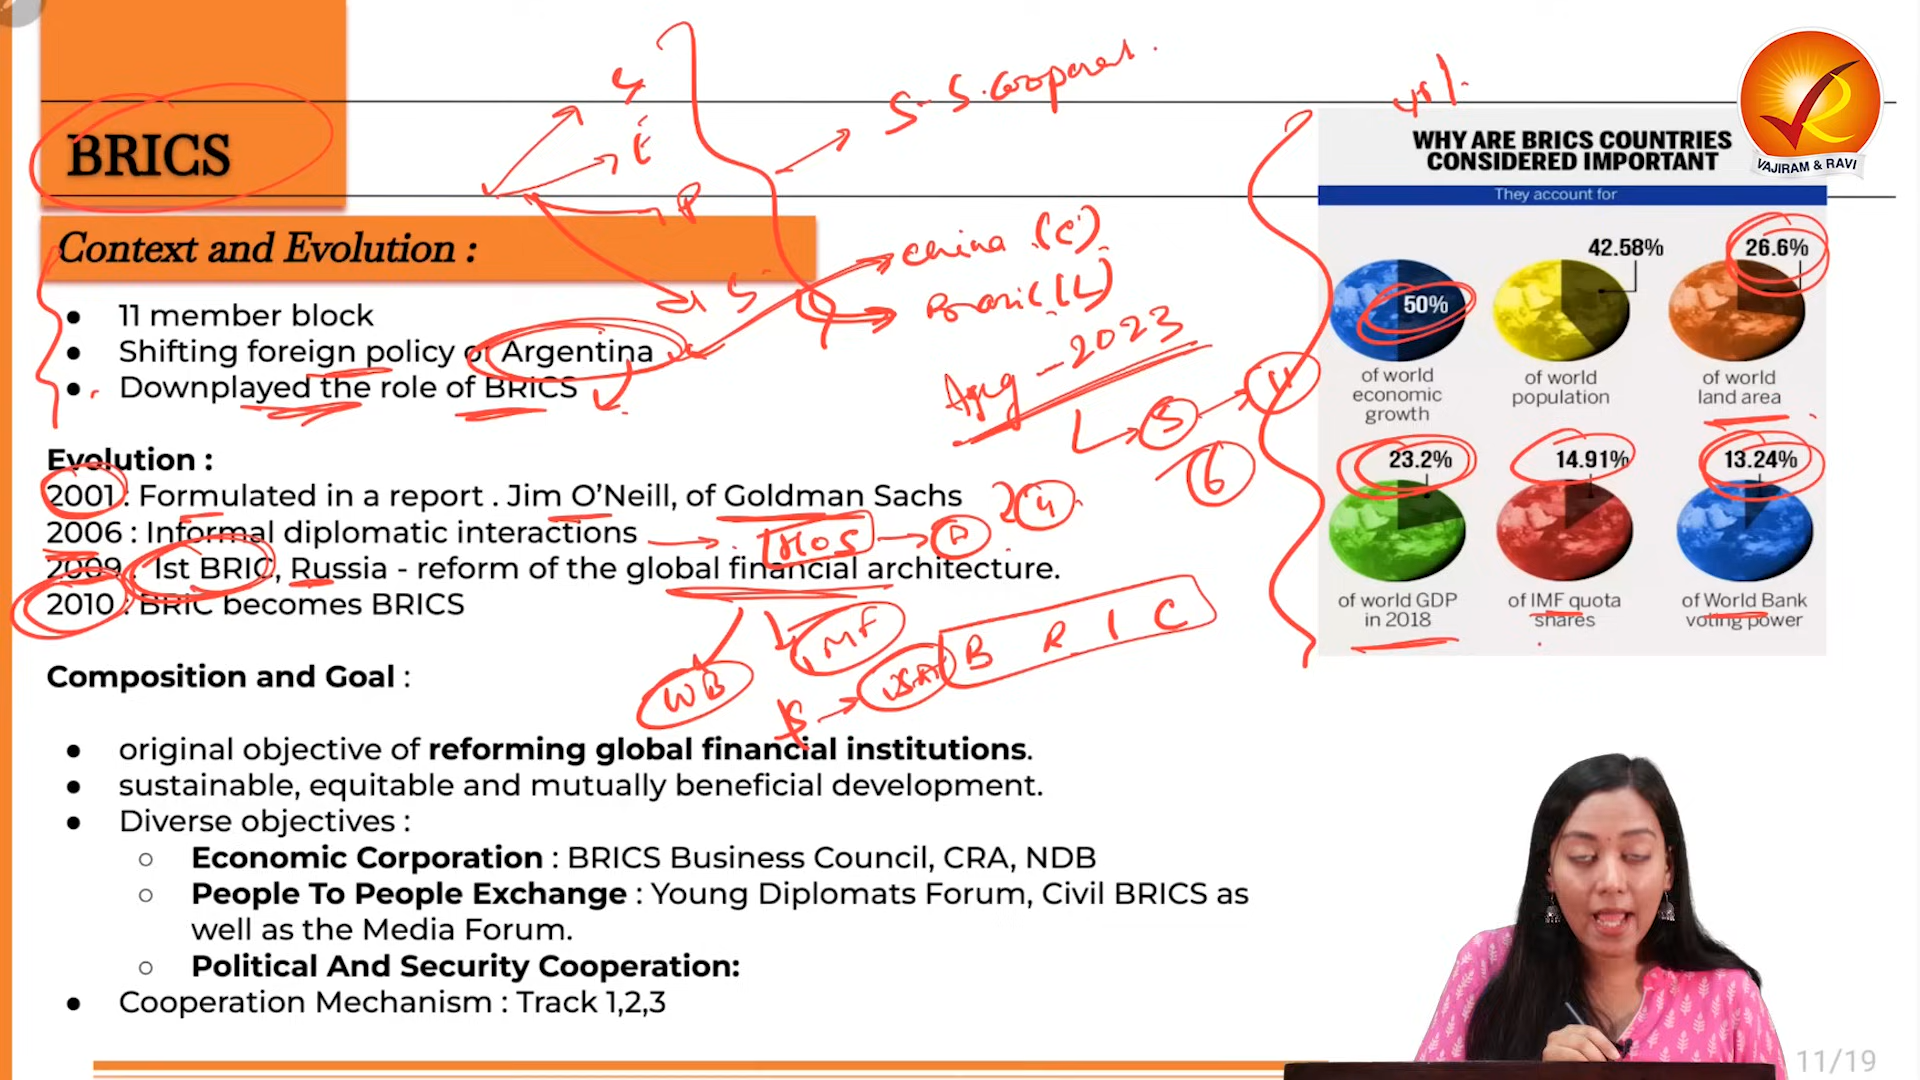 BRICS
Context and Evolution :
● 11 member block
● Shifting foreign policy of Argentina
● Downplayed the role of BRICS
Evolution :
2001 : Formulated in a report . Jim O'Neill, of Goldman Sachs
2006 : Informal diplomatic interactions
2009 : Ist BRIC, Russia - reform of the global financial architecture.
2010 : BRIC becomes BRICS
Composition and Goal :
● original objective of reforming global financial institutions.
● sustainable, equitable and mutually beneficial development.
● Diverse objectives :
○ Economic Corporation : BRICS Business Council, CRA, NDB
○ People To People Exchange : Young Diplomats Forum, Civil BRICS as
well as the Media Forum.
○ Political And Security Cooperation:
● Cooperation Mechanism : Track 1,2,3
E
P
S
S-S.
China (C)
Brazil (L)
Aug - 2023
5
11
6
HOS
24
WB
IMF
B R I C
WHY ARE BRICS COUNTRIES
CONSIDERED IMPORTANT
They account for
50%
of world
economic
growth
42.58%
of world
population
26.6%
of world
land area
23.2%
of world GDP
in 2018
14.91%
of IMF quota
shares
13.24%
of World Bank
voting power
VAJIRAM & RAVI
11/19